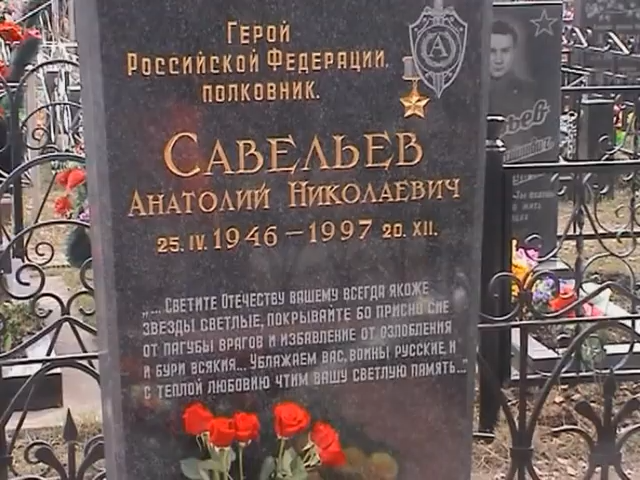 А
Герой
Российской Федерации,
полковник.
Савельев
Анатолий Николаевич
25.IV.1946 – 1997 20.XII.
„... Светите Отечеству вашему всегда якоже
звезды светлые, покрывайте бо присно сие
от пагубы врагов и избавление от озлобления
и бури всякия... Ублажаем вас, воины русские, и
с теплой любовию чтим вашу светлую память..."